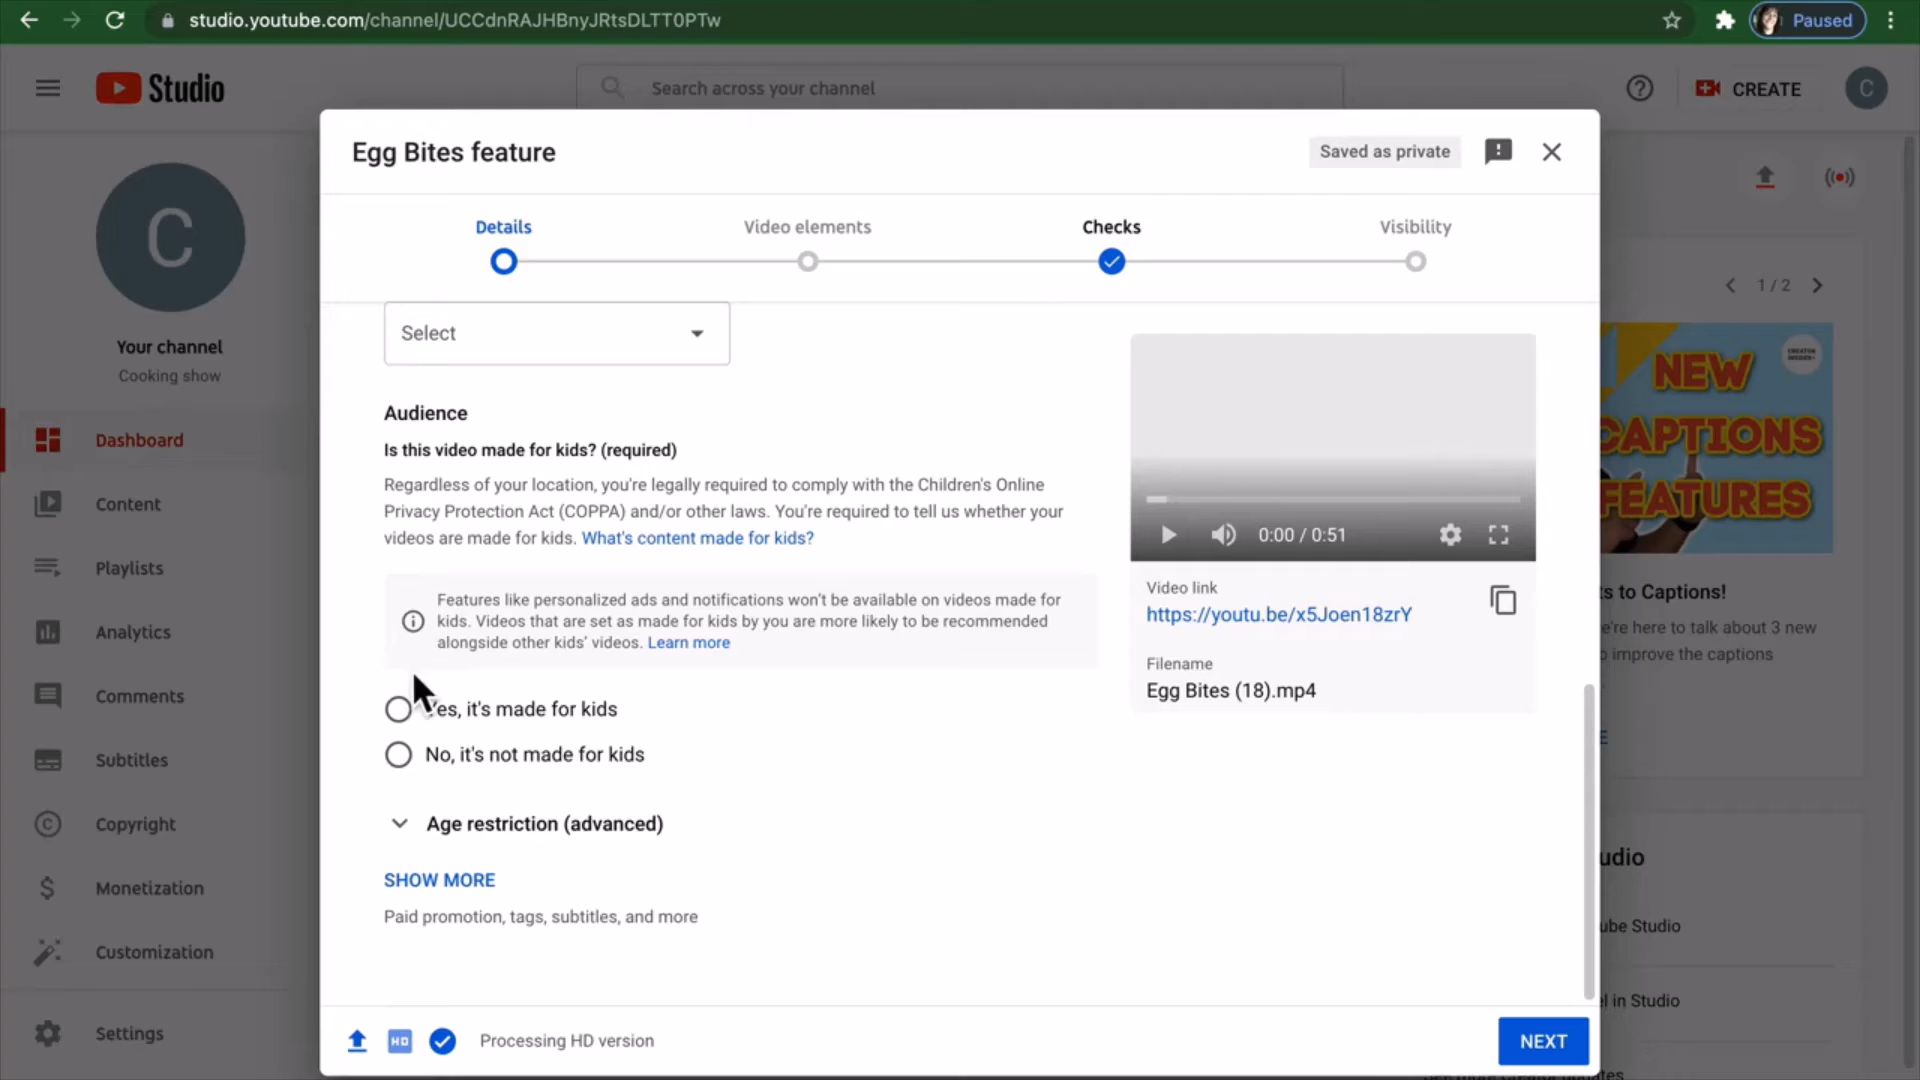 studio.youtube.com/channel/UCCdnRAJHBnyJRtsDLTT0PTw
Paused
Studio
Search across your channel
CREATE
C
Egg Bites feature
Saved as private
Details
Video elements
Checks
Visibility
C
Your channel
Cooking show
Dashboard
Content
Playlists
Analytics
Comments
Subtitles
Copyright
Monetization
Customization
Settings
Select
Audience
Is this video made for kids? (required)
Regardless of your location, you're legally required to comply with the Children's Online
Privacy Protection Act (COPPA) and/or other laws. You're required to tell us whether your
videos are made for kids. What's content made for kids?
Features like personalized ads and notifications won't be available on videos made for
kids. Videos that are set as made for kids by you are more likely to be recommended
alongside other kids' videos. Learn more
Yes, it's made for kids
No, it's not made for kids
Age restriction (advanced)
SHOW MORE
Paid promotion, tags, subtitles, and more
0:00 / 0:51
Video link
https://youtu.be/x5Joen18zrY
Filename
Egg Bites (18).mp4
HD
Processing HD version
NEXT
1 / 2
CREATOR
INSIDER
NEW
CAPTIONS
FEATURES
to Captions!
here to talk about 3 new
improve the captions
in Studio